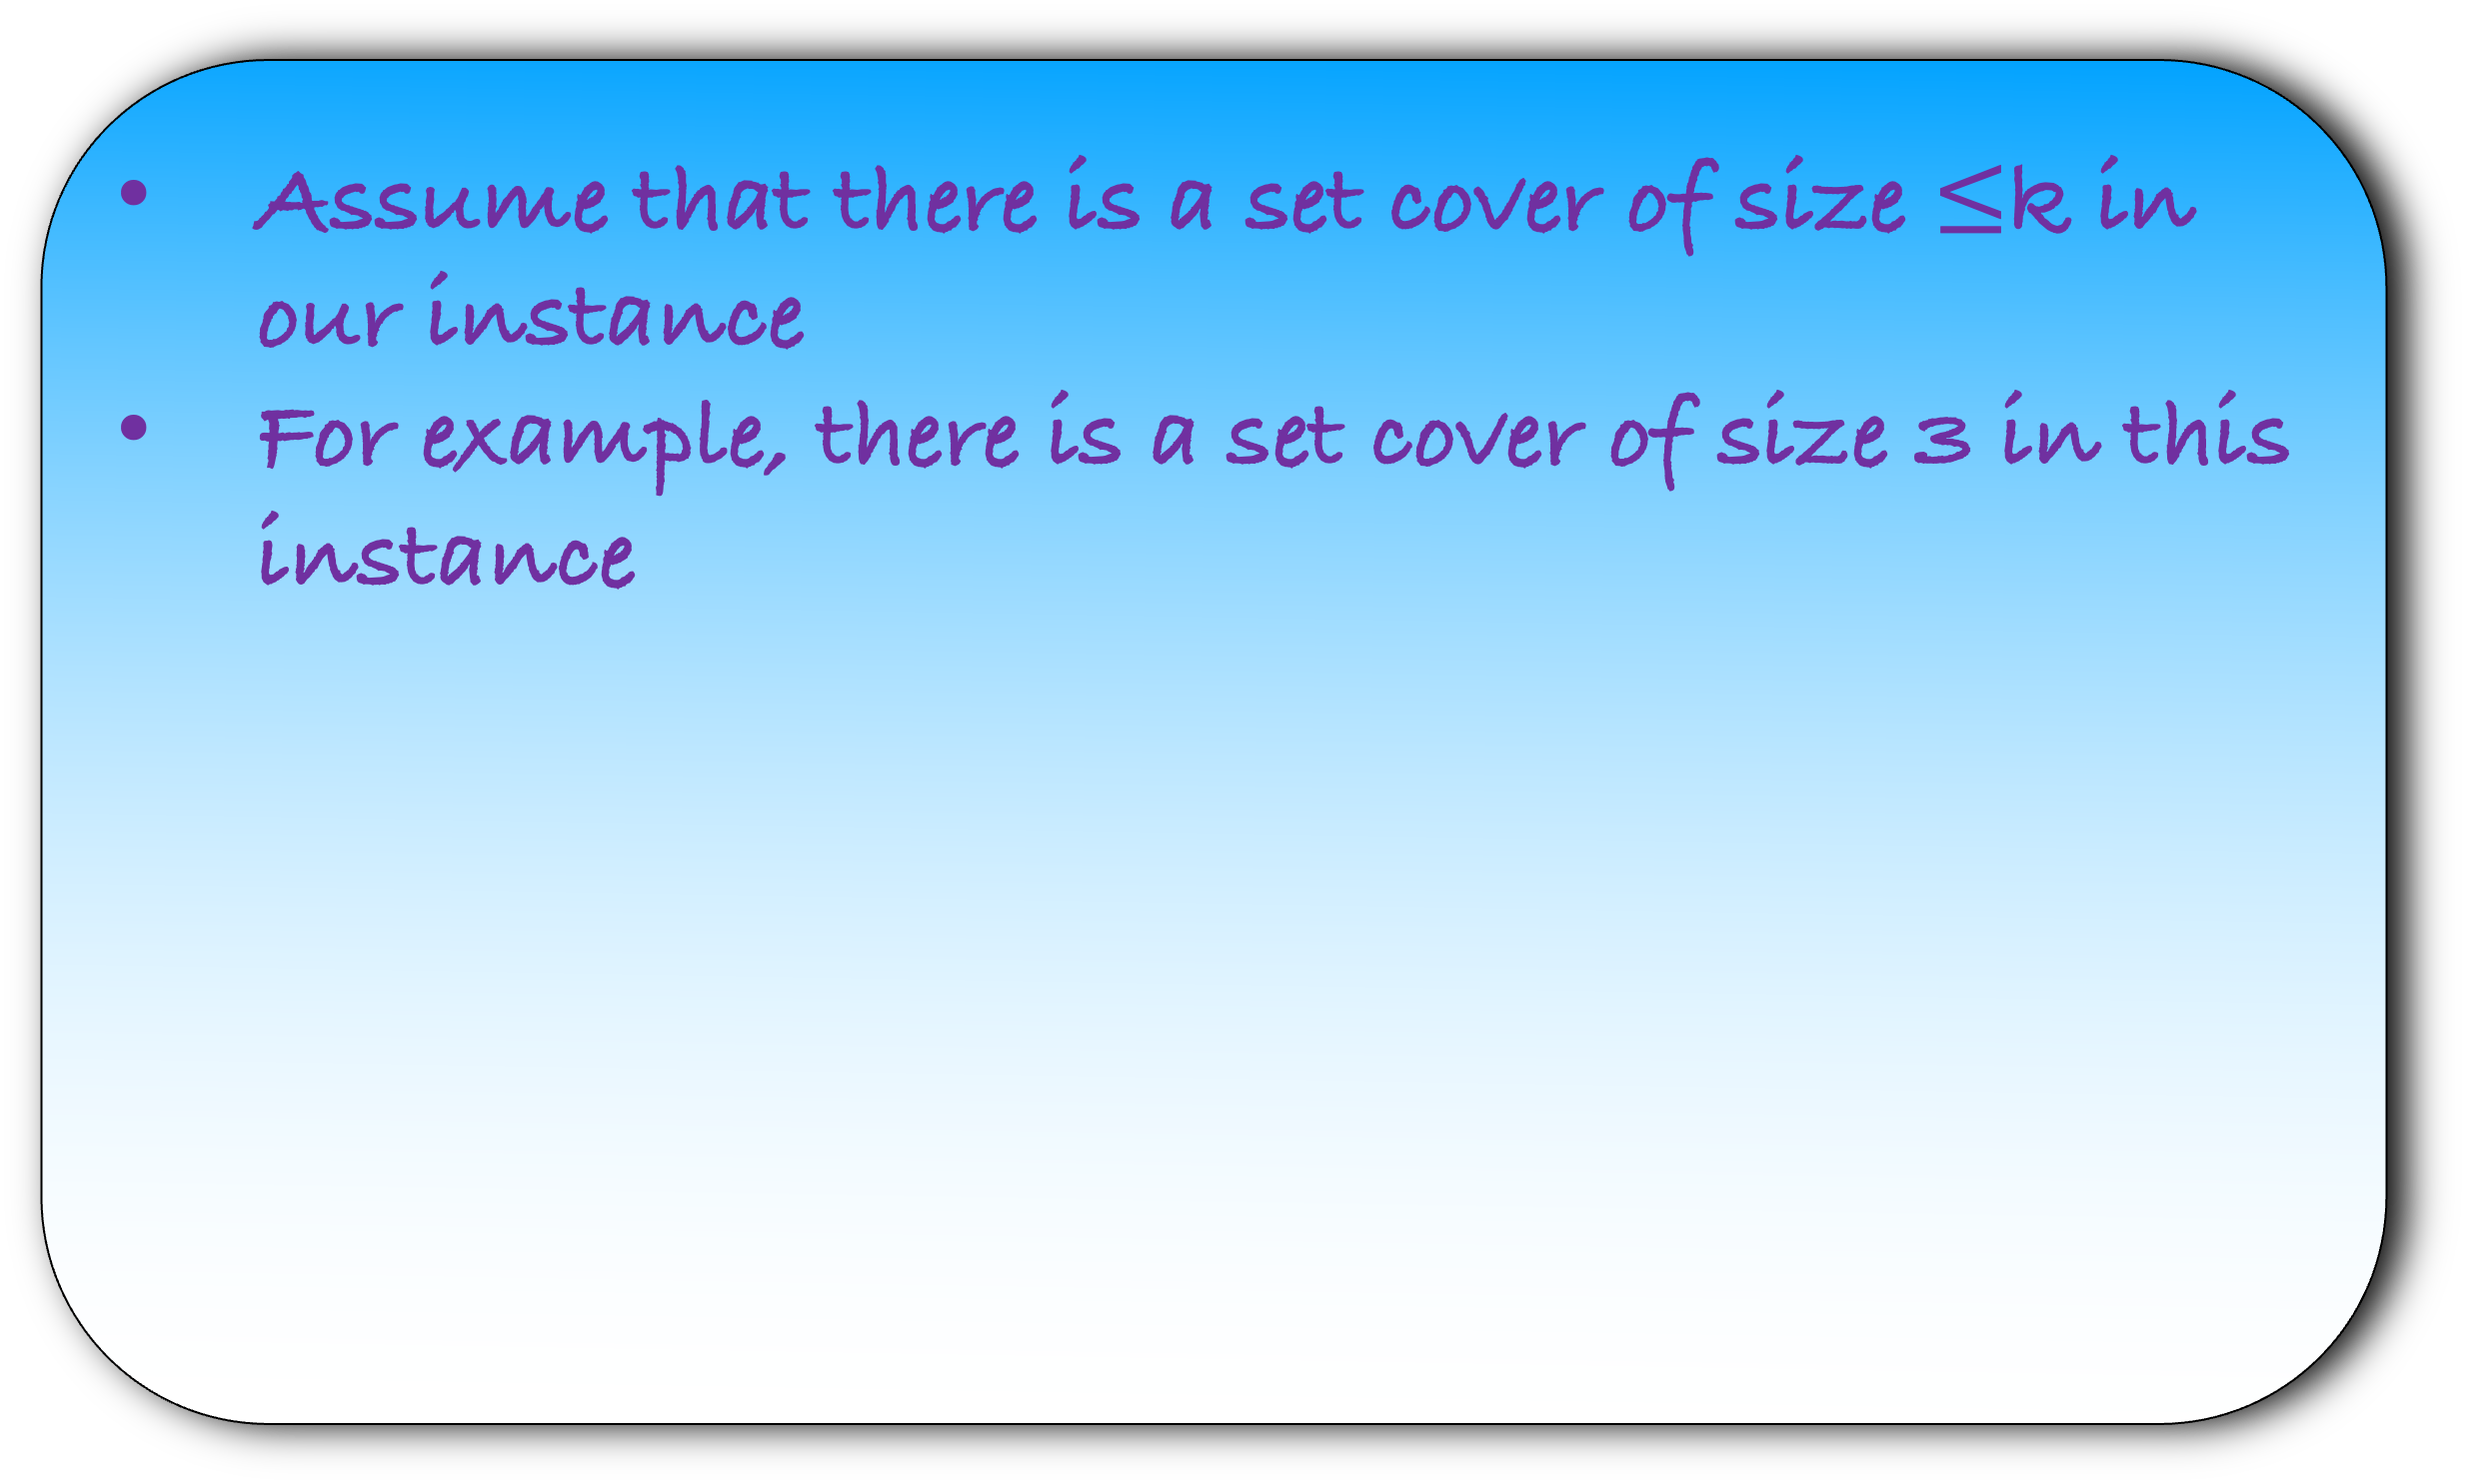 • Assume that there is a set cover of size ≤k in
our instance
• For example, there is a set cover of size 3 in this
instance